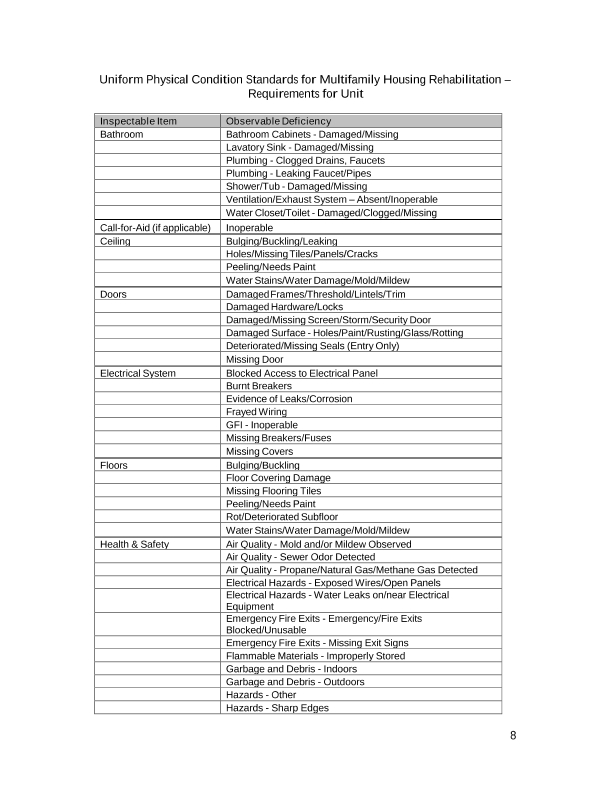 Uniform Physical Condition Standards for Multifamily Housing Rehabilitation –
Requirements for Unit
Inspectable Item Observable Deficiency
Bathroom Bathroom Cabinets - Damaged/Missing
Lavatory Sink - Damaged/Missing
Plumbing - Clogged Drains, Faucets
Plumbing - Leaking Faucet/Pipes
Shower/Tub - Damaged/Missing
Ventilation/Exhaust System – Absent/Inoperable
Water Closet/Toilet - Damaged/Clogged/Missing
Call-for-Aid (if applicable) Inoperable
Ceiling Bulging/Buckling/Leaking
Holes/Missing Tiles/Panels/Cracks
Peeling/Needs Paint
Water Stains/Water Damage/Mold/Mildew
Doors Damaged Frames/Threshold/Lintels/Trim
Damaged Hardware/Locks
Damaged/Missing Screen/Storm/Security Door
Damaged Surface - Holes/Paint/Rusting/Glass/Rotting
Deteriorated/Missing Seals (Entry Only)
Missing Door
Electrical System Blocked Access to Electrical Panel
Burnt Breakers
Evidence of Leaks/Corrosion
Frayed Wiring
GFI - Inoperable
Missing Breakers/Fuses
Missing Covers
Floors Bulging/Buckling
Floor Covering Damage
Missing Flooring Tiles
Peeling/Needs Paint
Rot/Deteriorated Subfloor
Water Stains/Water Damage/Mold/Mildew
Health & Safety Air Quality - Mold and/or Mildew Observed
Air Quality - Sewer Odor Detected
Air Quality - Propane/Natural Gas/Methane Gas Detected
Electrical Hazards - Exposed Wires/Open Panels
Electrical Hazards - Water Leaks on/near Electrical
Equipment
Emergency Fire Exits - Emergency/Fire Exits
Blocked/Unusable
Emergency Fire Exits - Missing Exit Signs
Flammable Materials - Improperly Stored
Garbage and Debris - Indoors
Garbage and Debris - Outdoors
Hazards - Other
Hazards - Sharp Edges
8